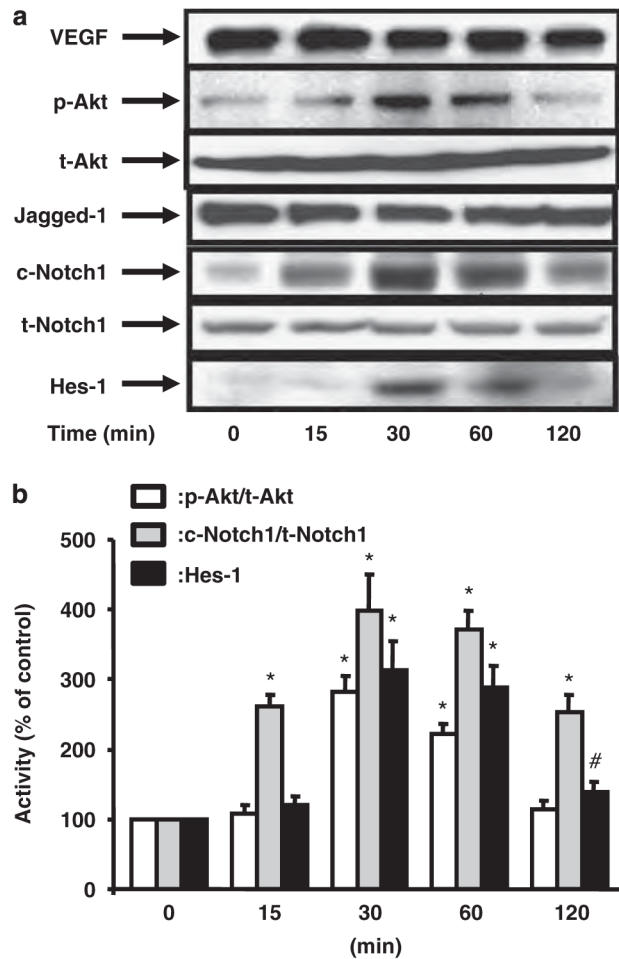 a
VEGF
p-Akt
t-Akt
Jagged-1
c-Notch1
t-Notch1
Hes-1
Time (min) 0 15 30 60 120
b
:p-Akt/t-Akt
:c-Notch1/t-Notch1
:Hes-1
Activity (% of control)
500
400
300
200
100
0
*
*
*
*
*
*
*
*
#
0 15 30 60 120
(min)